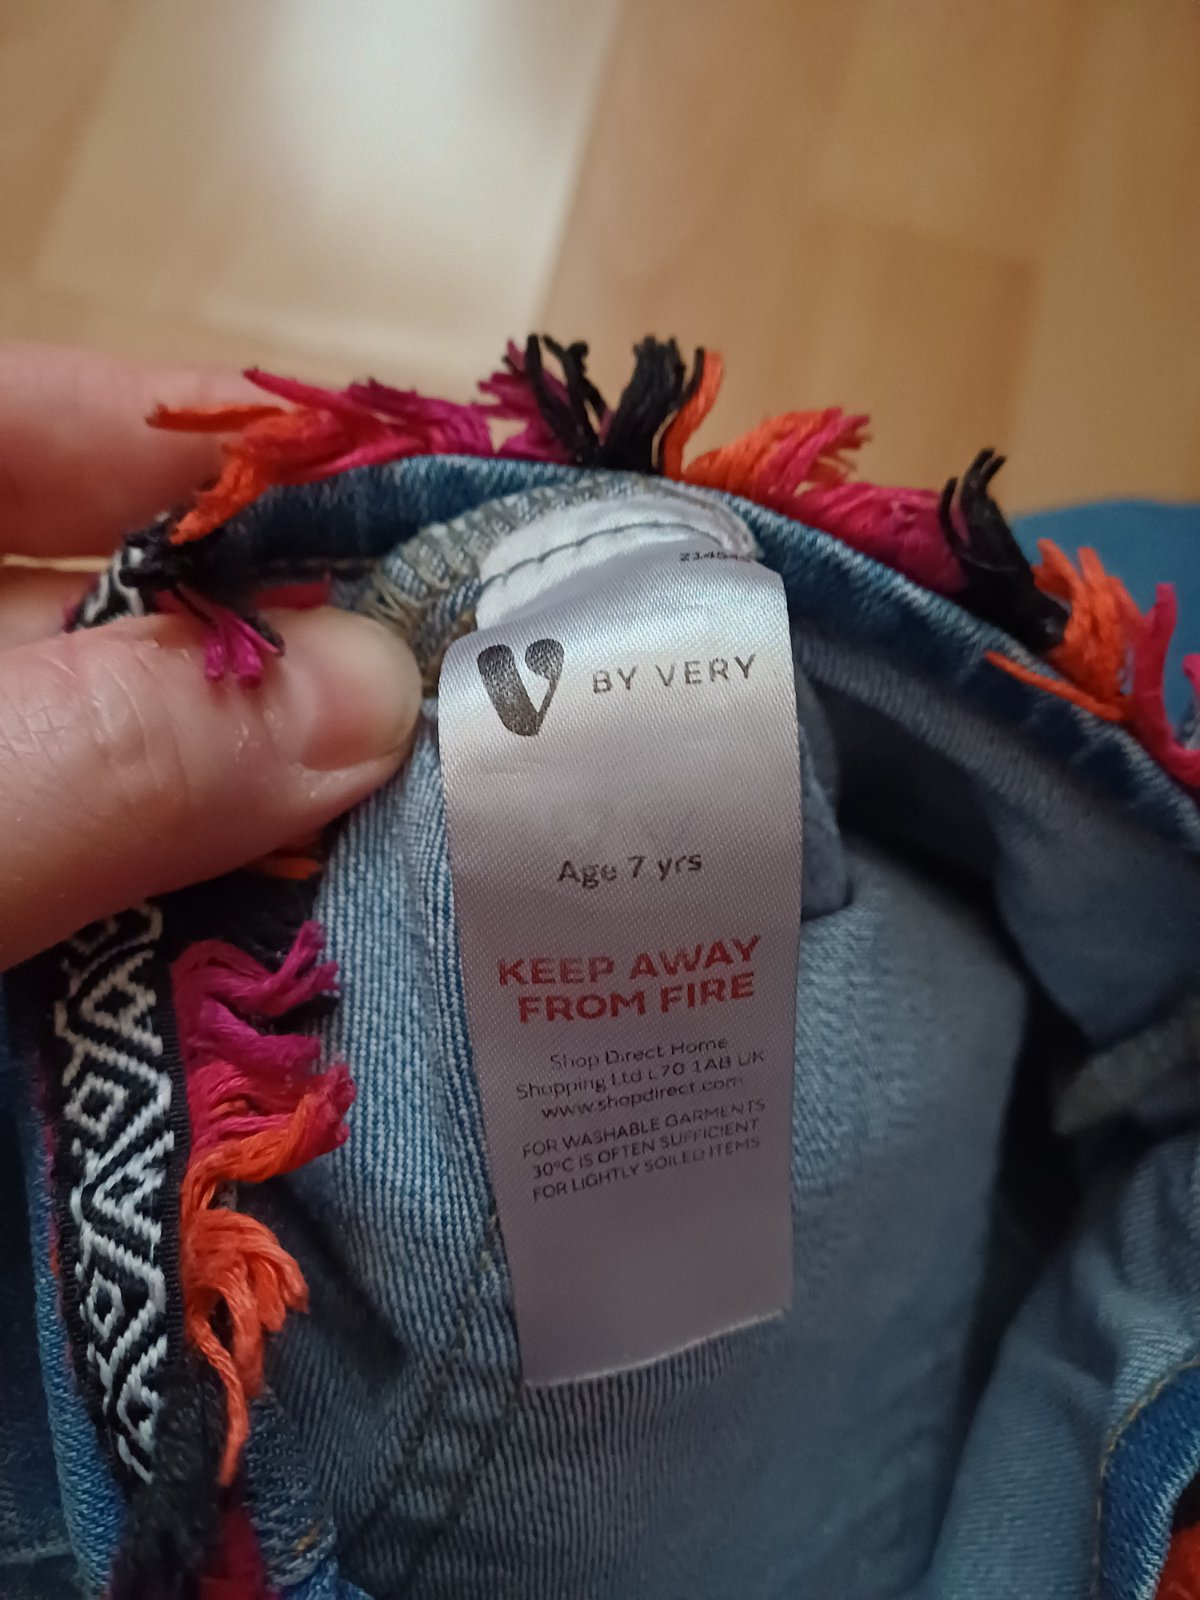 V BY VERY
Age 7 yrs
KEEP AWAY
FROM FIRE
Shop Direct Home
Shopping Ltd L70 1AB UK
www.shopdirect.com
FOR WASHABLE GARMENTS
30°C IS OFTEN SUFFICIENT
FOR LIGHTLY SOILED ITEMS